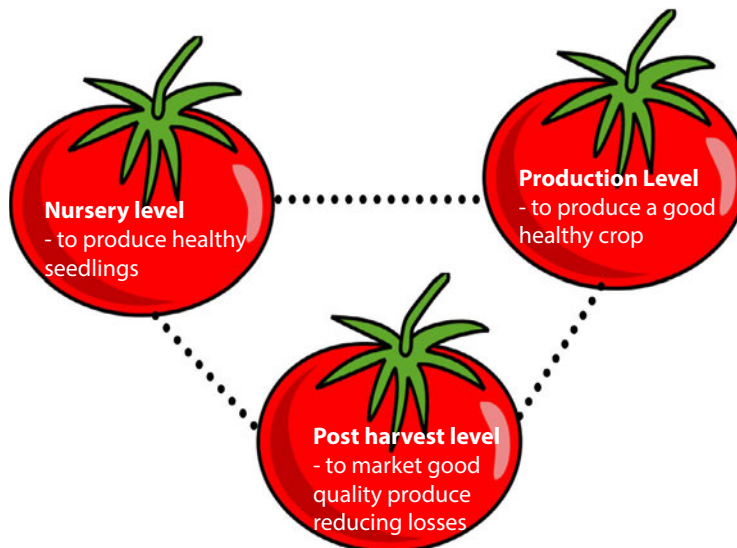 Nursery level
- to produce healthy
seedlings
Production Level
- to produce a good
healthy crop
Post harvest level
- to market good
quality produce
reducing losses